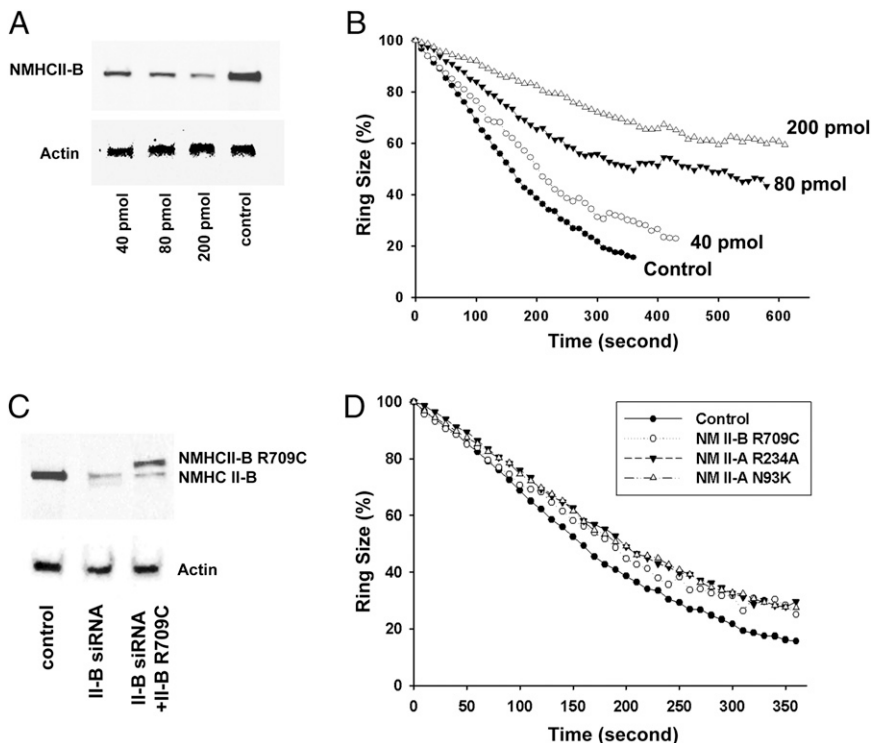 A
NMHCII-B
Actin
40 pmol
80 pmol
200 pmol
control
B
Ring Size (%)
100
80
60
40
20
0
200 pmol
80 pmol
40 pmol
Control
0 100 200 300 400 500 600
Time (second)
C
NMHCII-B R709C
NMHC II-B
Actin
control
II-B siRNA
II-B siRNA
+II-B R709C
D
Ring Size (%)
100
80
60
40
20
0
Control
NM II-B R709C
NM II-A R234A
NM II-A N93K
0 50 100 150 200 250 300 350
Time (second)